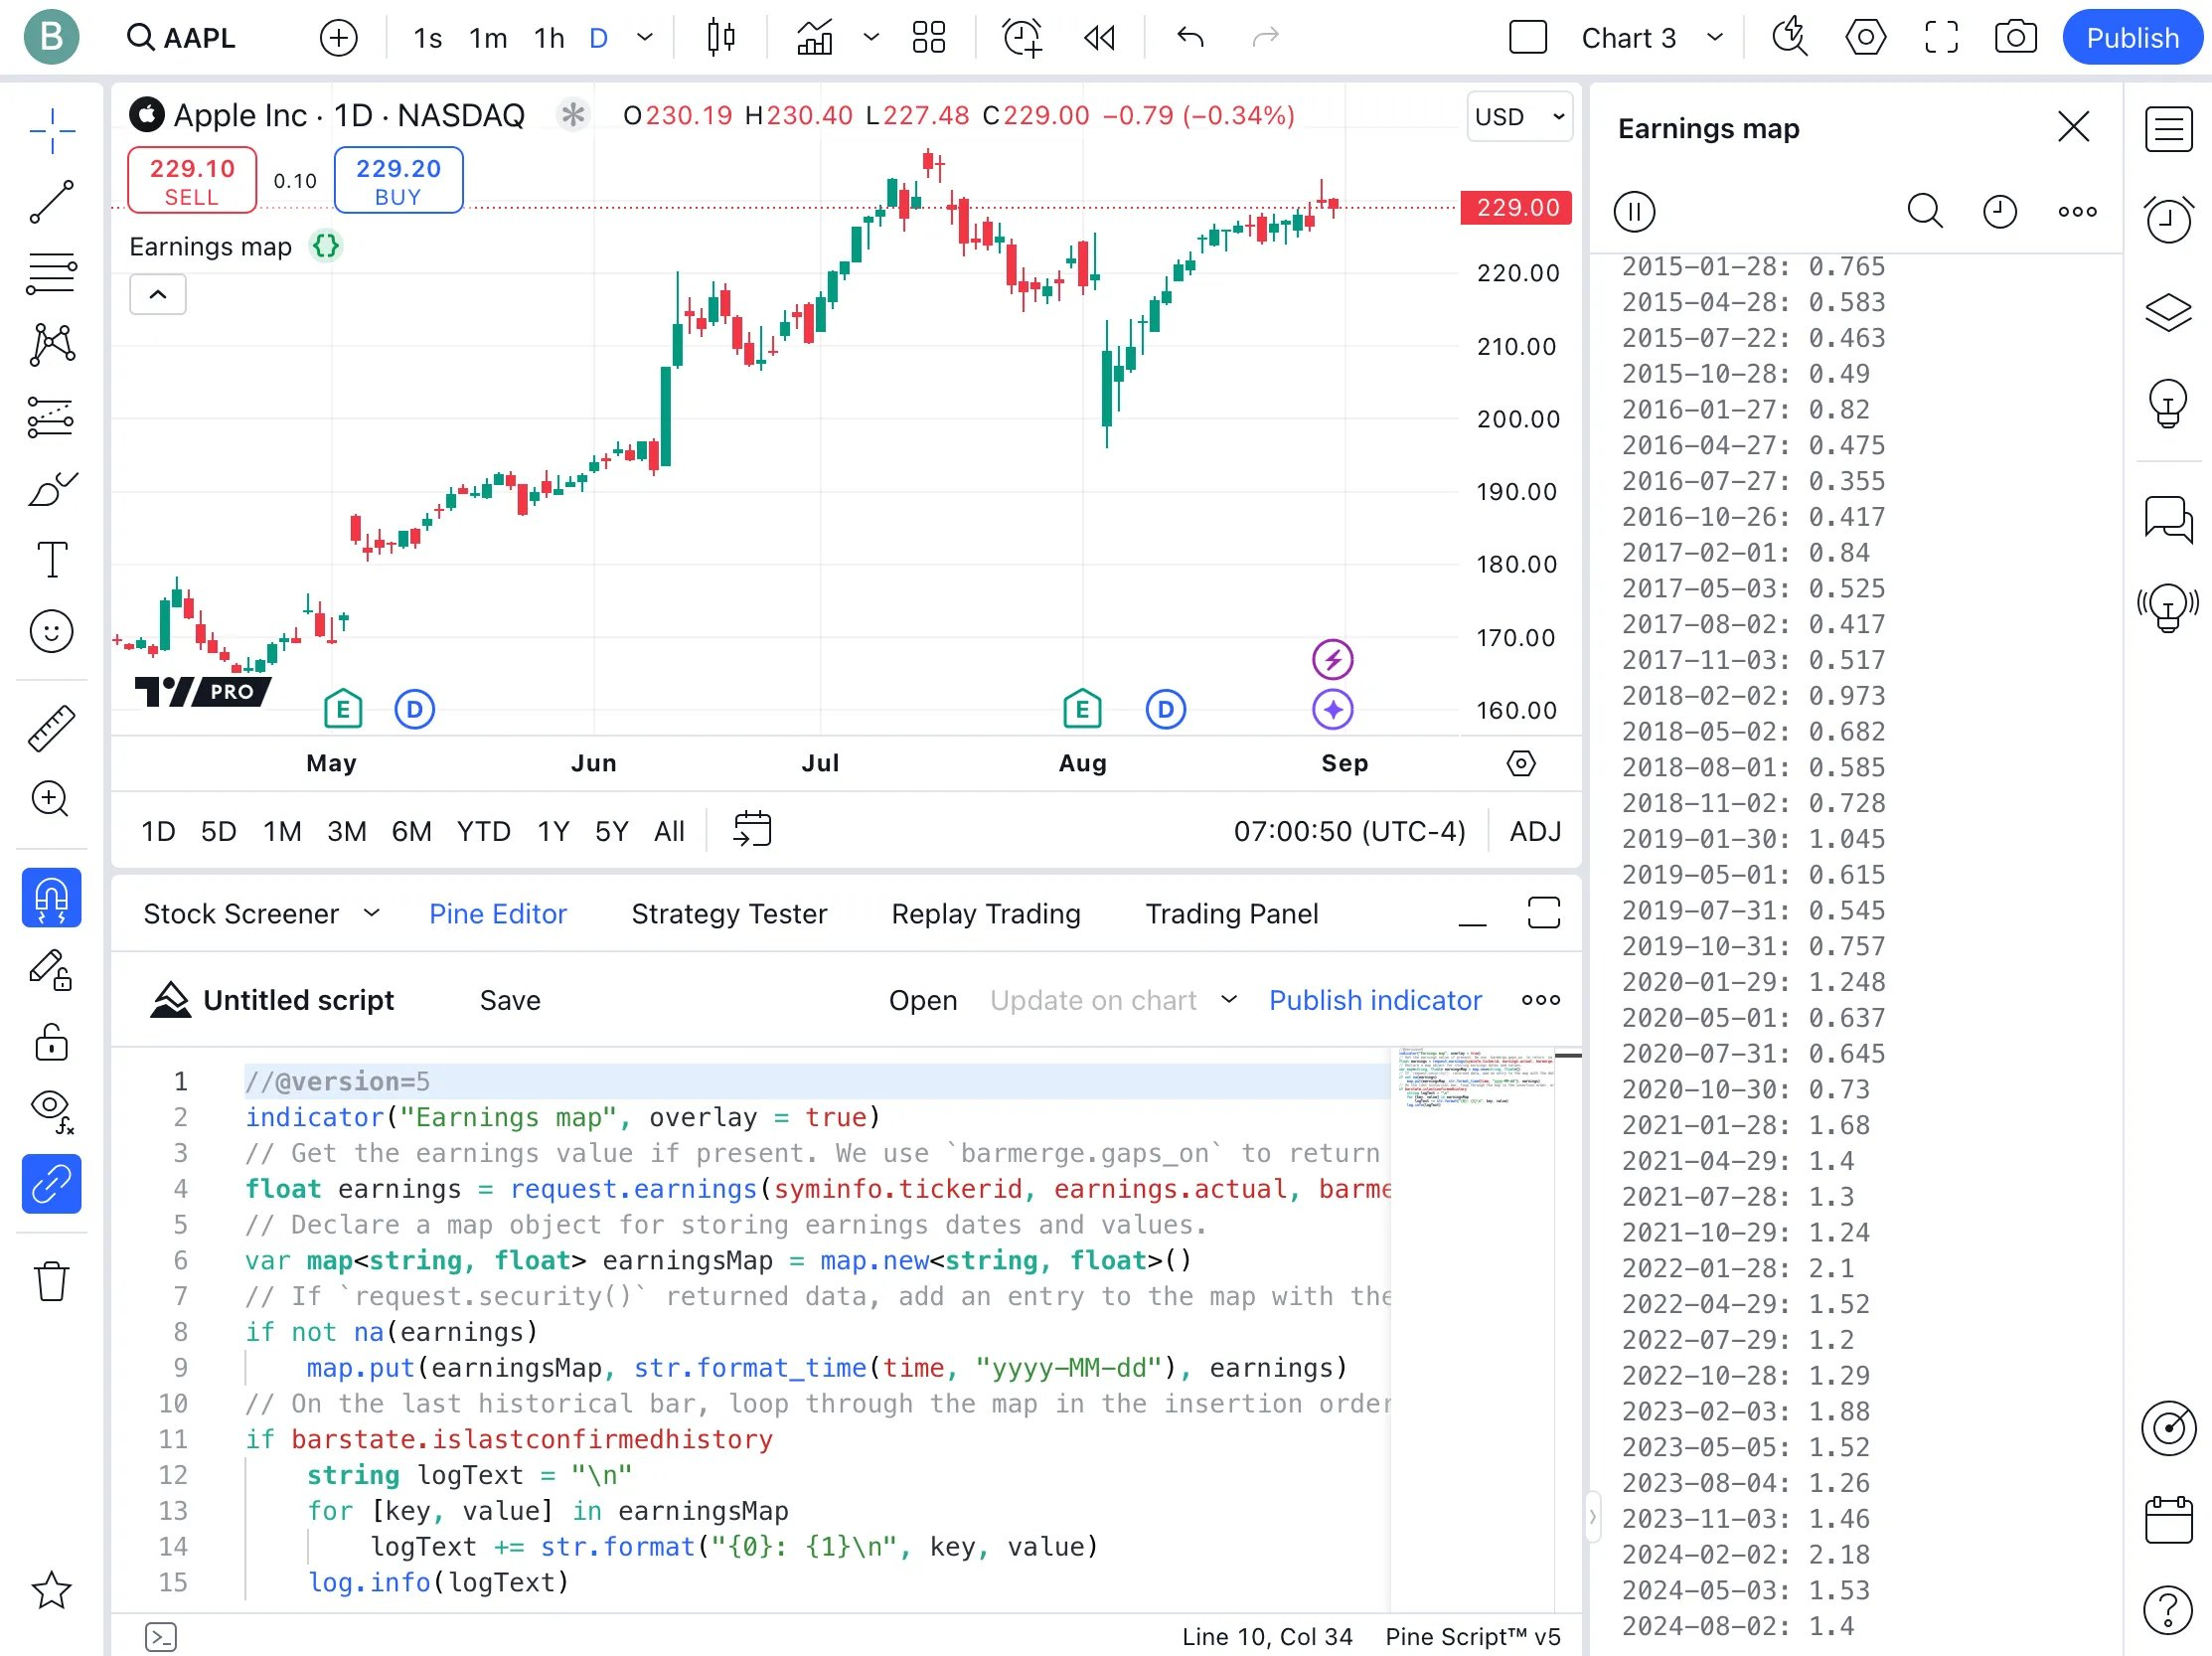 B
AAPL
1s 1m 1h D
Chart 3
Publish
Apple Inc · 1D · NASDAQ
O230.19 H230.40 L227.48 C229.00 −0.79 (−0.34%)
USD
229.10
SELL
0.10
229.20
BUY
Earnings map {}
229.00
220.00
210.00
200.00
190.00
180.00
170.00
160.00
PRO
E
D
E
D
May
Jun
Jul
Aug
Sep
1D 5D 1M 3M 6M YTD 1Y 5Y All
07:00:50 (UTC-4)
ADJ
Stock Screener
Pine Editor
Strategy Tester
Replay Trading
Trading Panel
Untitled script
Save
Open
Update on chart
Publish indicator
1 //@version=5
2 indicator("Earnings map", overlay = true)
3 // Get the earnings value if present. We use `barmerge.gaps_on` to return
4 float earnings = request.earnings(syminfo.tickerid, earnings.actual, barme
5 // Declare a map object for storing earnings dates and values.
6 var map<string, float> earningsMap = map.new<string, float>()
7 // If `request.security()` returned data, add an entry to the map with the
8 if not na(earnings)
9 map.put(earningsMap, str.format_time(time, "yyyy-MM-dd"), earnings)
10 // On the last historical bar, loop through the map in the insertion order
11 if barstate.islastconfirmedhistory
12 string logText = "\n"
13 for [key, value] in earningsMap
14 logText += str.format("{0}: {1}\n", key, value)
15 log.info(logText)
Line 10, Col 34
Pine Script™ v5
Earnings map
2015-01-28: 0.765
2015-04-28: 0.583
2015-07-22: 0.463
2015-10-28: 0.49
2016-01-27: 0.82
2016-04-27: 0.475
2016-07-27: 0.355
2016-10-26: 0.417
2017-02-01: 0.84
2017-05-03: 0.525
2017-08-02: 0.417
2017-11-03: 0.517
2018-02-02: 0.973
2018-05-02: 0.682
2018-08-01: 0.585
2018-11-02: 0.728
2019-01-30: 1.045
2019-05-01: 0.615
2019-07-31: 0.545
2019-10-31: 0.757
2020-01-29: 1.248
2020-05-01: 0.637
2020-07-31: 0.645
2020-10-30: 0.73
2021-01-28: 1.68
2021-04-29: 1.4
2021-07-28: 1.3
2021-10-29: 1.24
2022-01-28: 2.1
2022-04-29: 1.52
2022-07-29: 1.2
2022-10-28: 1.29
2023-02-03: 1.88
2023-05-05: 1.52
2023-08-04: 1.26
2023-11-03: 1.46
2024-02-02: 2.18
2024-05-03: 1.53
2024-08-02: 1.4